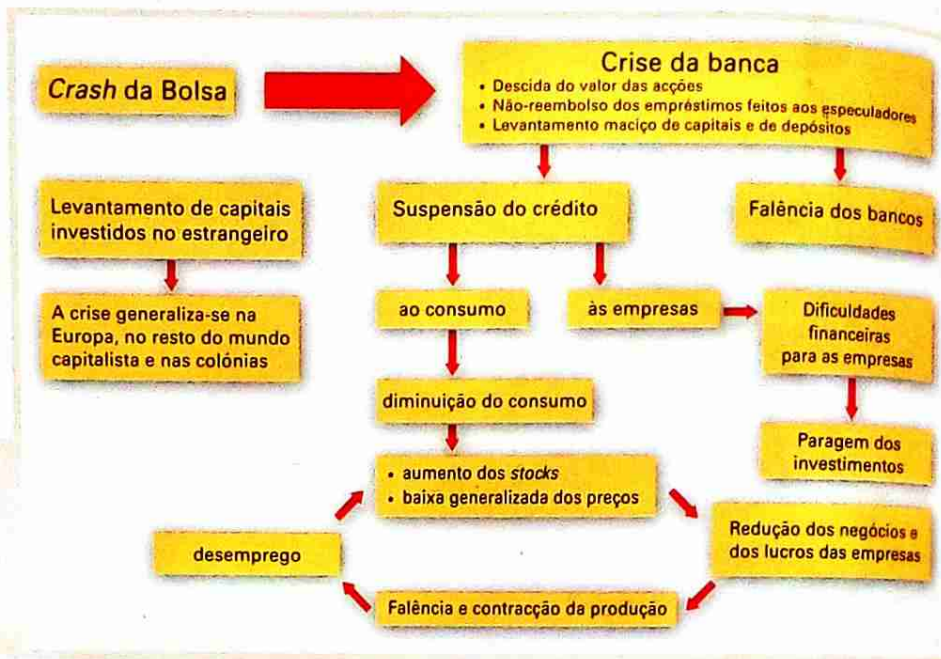 Crash da Bolsa
Crise da banca
• Descida do valor das acções
• Não-reembolso dos empréstimos feitos aos especuladores
• Levantamento maciço de capitais e de depósitos
Levantamento de capitais
investidos no estrangeiro
Suspensão do crédito
Falência dos bancos
A crise generaliza-se na
Europa, no resto do mundo
capitalista e nas colónias
ao consumo
às empresas
Dificuldades
financeiras
para as empresas
diminuição do consumo
Paragem dos
investimentos
• aumento dos stocks
• baixa generalizada dos preços
Redução dos negócios e
dos lucros das empresas
desemprego
Falência e contracção da produção